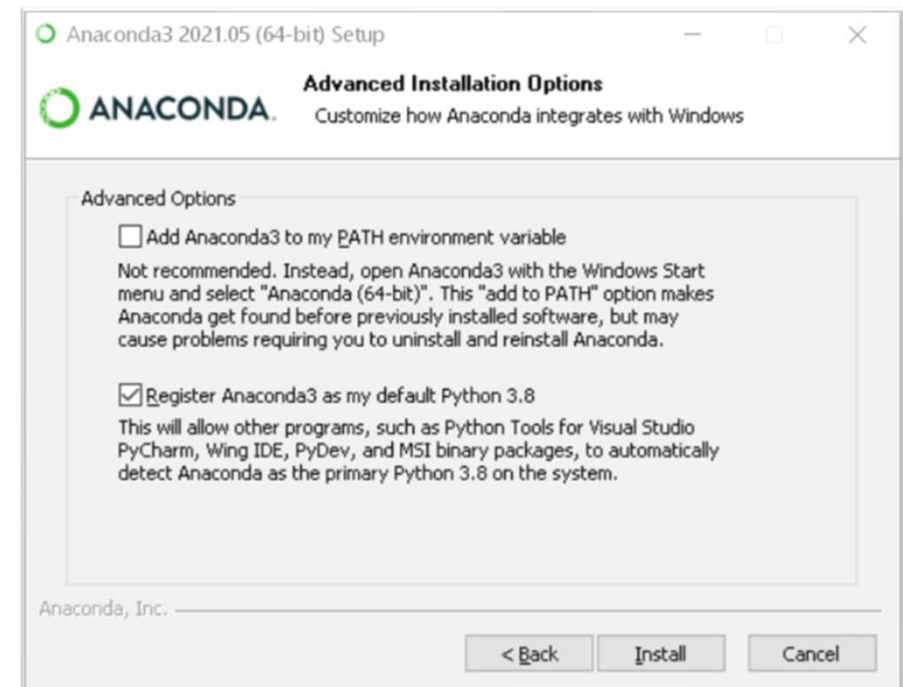 Anaconda3 2021.05 (64-bit) Setup
Advanced Installation Options
ANACONDA.
Customize how Anaconda integrates with Windows
Advanced Options
Add Anaconda3 to my PATH environment variable
Not recommended. Instead, open Anaconda3 with the Windows Start
menu and select "Anaconda (64-bit)". This "add to PATH" option makes
Anaconda get found before previously installed software, but may
cause problems requiring you to uninstall and reinstall Anaconda.
Register Anaconda3 as my default Python 3.8
This will allow other programs, such as Python Tools for Visual Studio
PyCharm, Wing IDE, PyDev, and MSI binary packages, to automatically
detect Anaconda as the primary Python 3.8 on the system.
Anaconda, Inc.
< Back
Install
Cancel